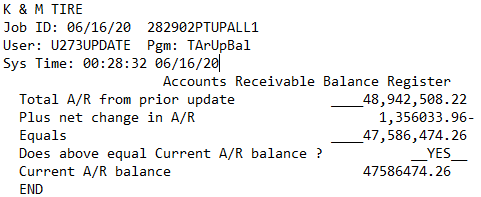 K & M TIRE
Job ID: 06/16/20  282902PTUPALL1
User: U273UPDATE  Pgm: TArUpBal
Sys Time: 00:28:32 06/16/20
Accounts Receivable Balance Register
Total A/R from prior update ____48,942,508.22
Plus net change in A/R 1,356033.96-
Equals ____47,586,474.26
Does above equal Current A/R balance ? __YES__
Current A/R balance 47586474.26
END